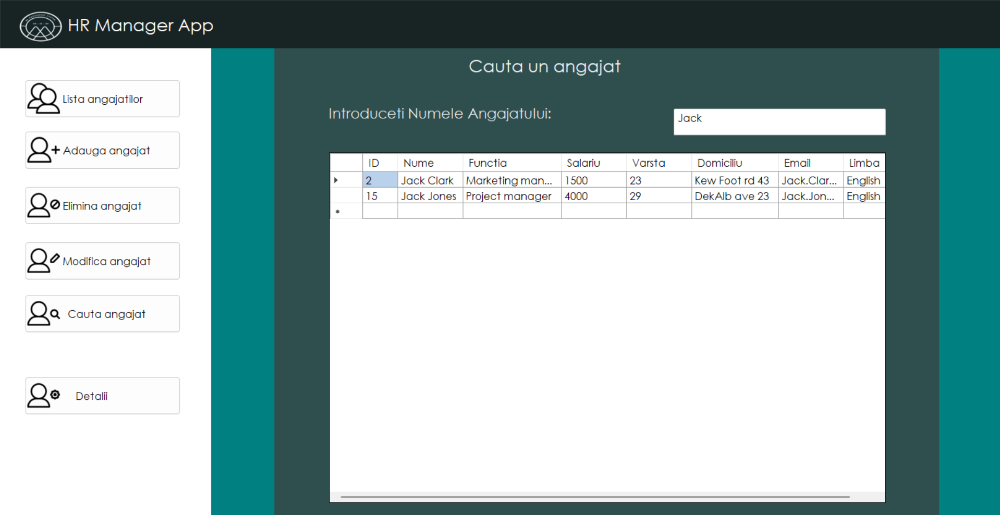 HR Manager App
Lista angajatilor
Adauga angajat
Elimina angajat
Modifica angajat
Cauta angajat
Detalii
Cauta un angajat
Introduceti Numele Angajatului:
Jack
ID Nume Functia Salariu Varsta Domiciliu Email Limba
2 Jack Clark Marketing man... 1500 23 Kew Foot rd 43 Jack.Clar... English
15 Jack Jones Project manager 4000 29 DekAlb ave 23 Jack.Jon... English